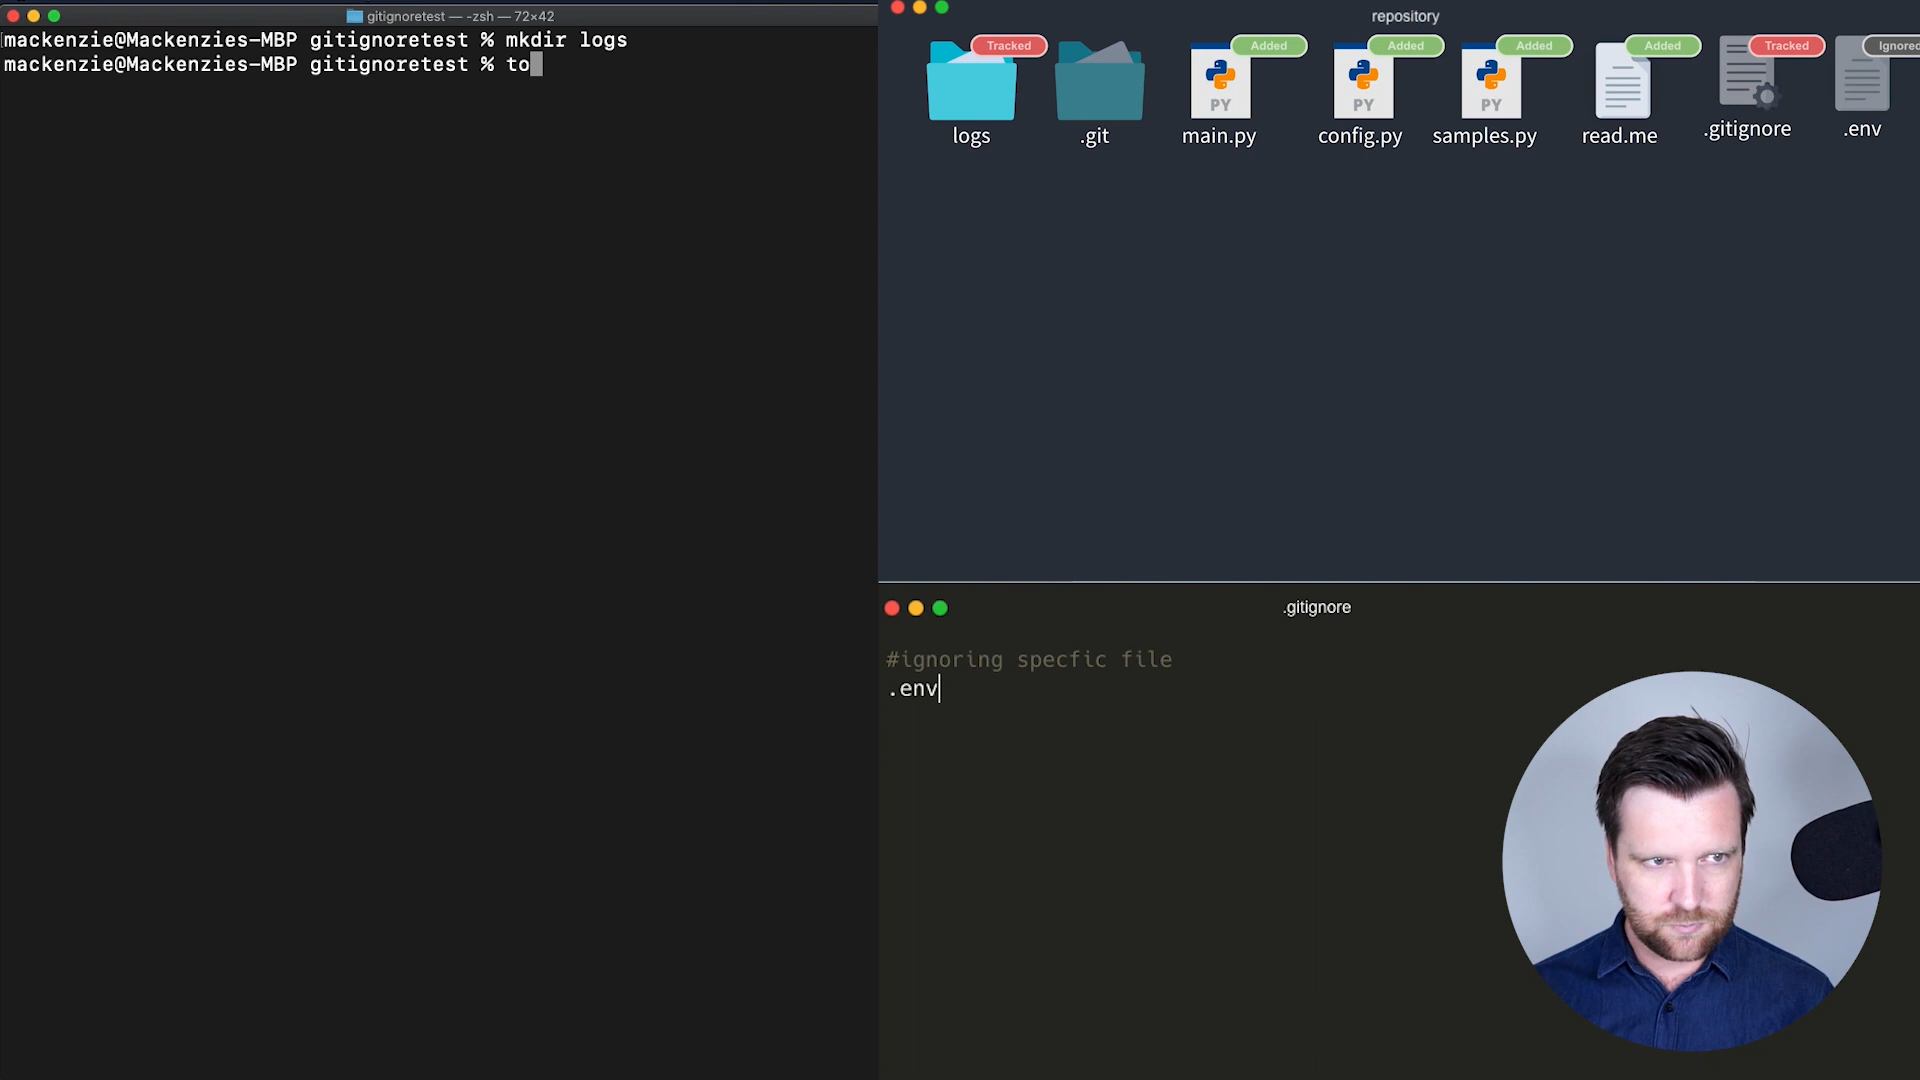 gitignoretest — -zsh — 72×42
mackenzie@Mackenzies-MBP gitignoretest % mkdir logs
mackenzie@Mackenzies-MBP gitignoretest % to
repository
Tracked
Added
Added
Added
Added
Tracked
Ignored
PY
PY
PY
logs
.git
main.py
config.py
samples.py
read.me
.gitignore
.env
.gitignore
#ignoring specfic file
.env